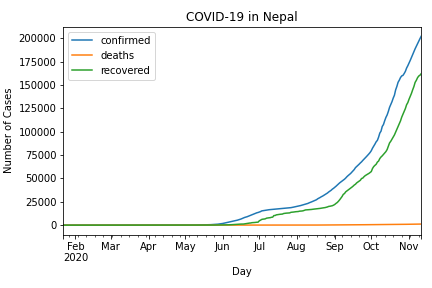 COVID-19 in Nepal
confirmed
deaths
recovered
Number of Cases
200000
175000
150000
125000
100000
75000
50000
25000
0
Feb Mar Apr May Jun Jul Aug Sep Oct Nov
2020
Day